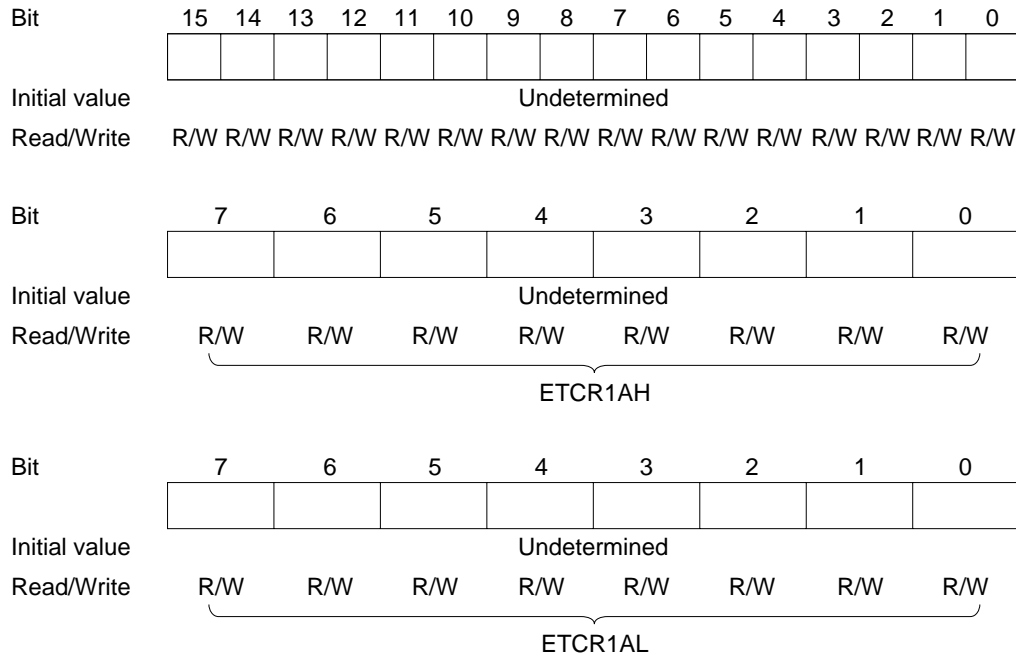 Bit 15 14 13 12 11 10 9 8 7 6 5 4 3 2 1 0
Initial value Undetermined
Read/Write R/W R/W R/W R/W R/W R/W R/W R/W R/W R/W R/W R/W R/W R/W R/W R/W
Bit 7 6 5 4 3 2 1 0
Initial value Undetermined
Read/Write R/W R/W R/W R/W R/W R/W R/W R/W
ETCR1AH
Bit 7 6 5 4 3 2 1 0
Initial value Undetermined
Read/Write R/W R/W R/W R/W R/W R/W R/W R/W
ETCR1AL